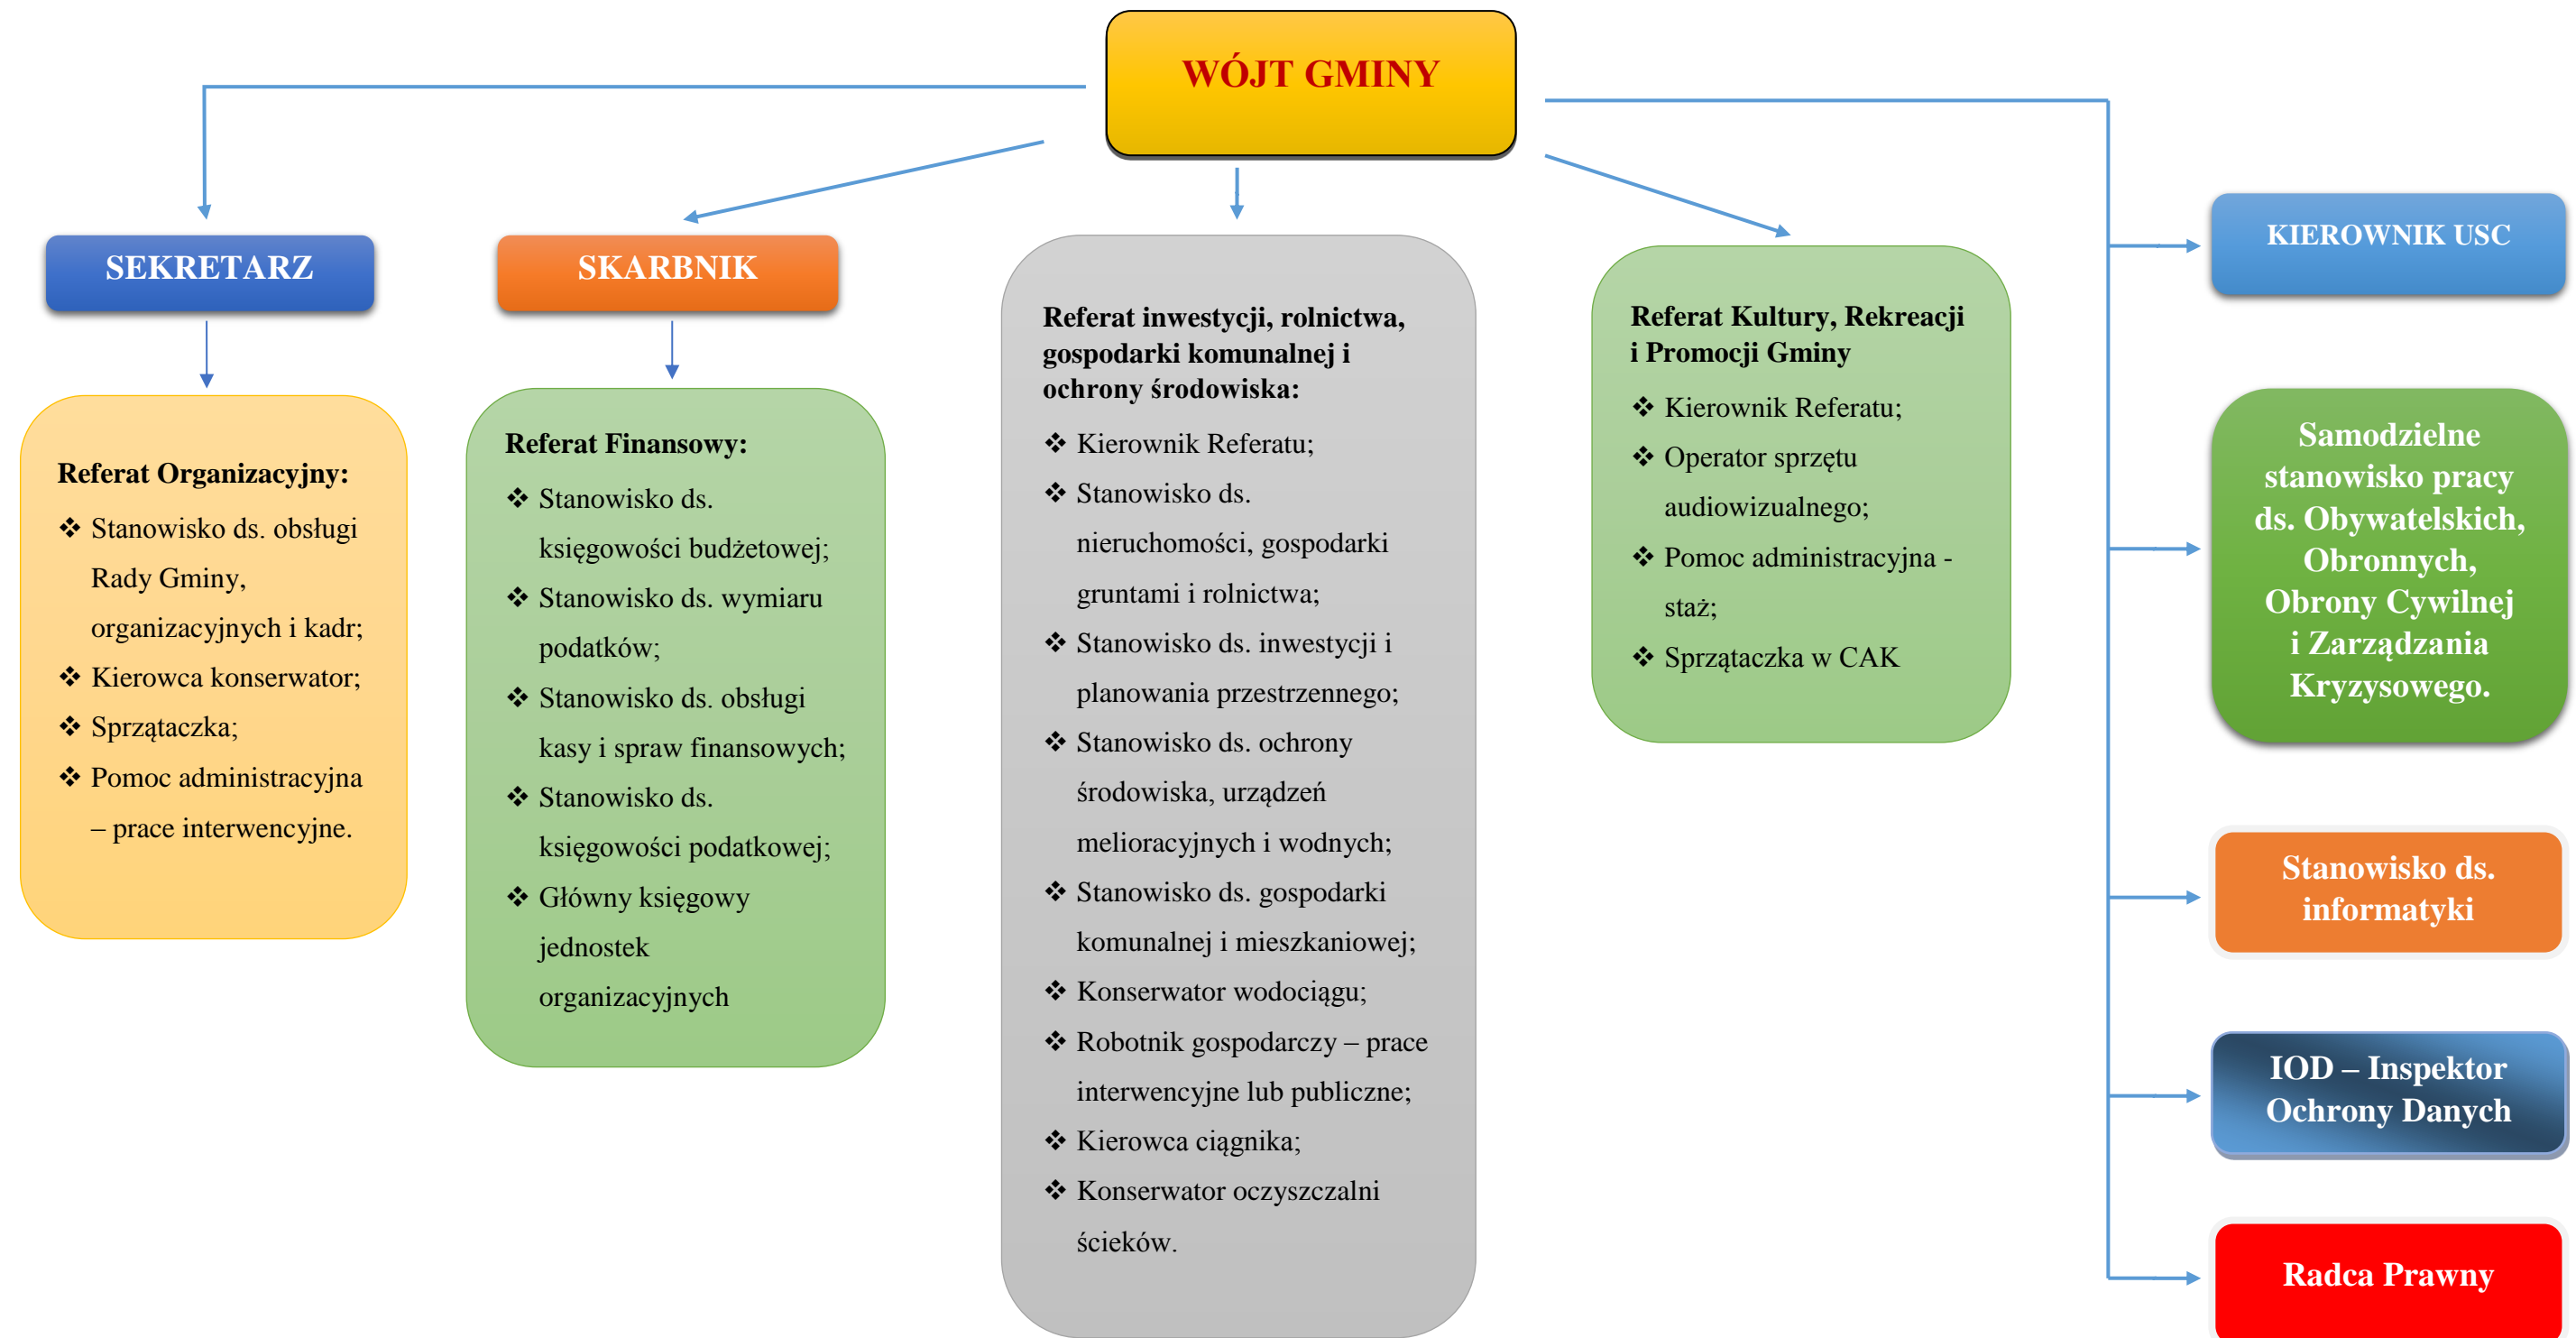 WÓJT GMINY
SEKRETARZ
Referat Organizacyjny:
❖ Stanowisko ds. obsługi
Rady Gminy,
organizacyjnych i kadr;
❖ Kierowca konserwator;
❖ Sprzątaczka;
❖ Pomoc administracyjna
– prace interwencyjne.
SKARBNIK
Referat Finansowy:
❖ Stanowisko ds.
księgowości budżetowej;
❖ Stanowisko ds. wymiaru
podatków;
❖ Stanowisko ds. obsługi
kasy i spraw finansowych;
❖ Stanowisko ds.
księgowości podatkowej;
❖ Główny księgowy
jednostek
organizacyjnych
Referat inwestycji, rolnictwa,
gospodarki komunalnej i
ochrony środowiska:
❖ Kierownik Referatu;
❖ Stanowisko ds.
nieruchomości, gospodarki
gruntami i rolnictwa;
❖ Stanowisko ds. inwestycji i
planowania przestrzennego;
❖ Stanowisko ds. ochrony
środowiska, urządzeń
melioracyjnych i wodnych;
❖ Stanowisko ds. gospodarki
komunalnej i mieszkaniowej;
❖ Konserwator wodociągu;
❖ Robotnik gospodarczy – prace
interwencyjne lub publiczne;
❖ Kierowca ciągnika;
❖ Konserwator oczyszczalni
ścieków.
Referat Kultury, Rekreacji
i Promocji Gminy
❖ Kierownik Referatu;
❖ Operator sprzętu
audiowizualnego;
❖ Pomoc administracyjna -
staż;
❖ Sprzątaczka w CAK
KIEROWNIK USC
Samodzielne
stanowisko pracy
ds. Obywatelskich,
Obronnych,
Obrony Cywilnej
i Zarządzania
Kryzysowego.
Stanowisko ds.
informatyki
IOD – Inspektor
Ochrony Danych
Radca Prawny